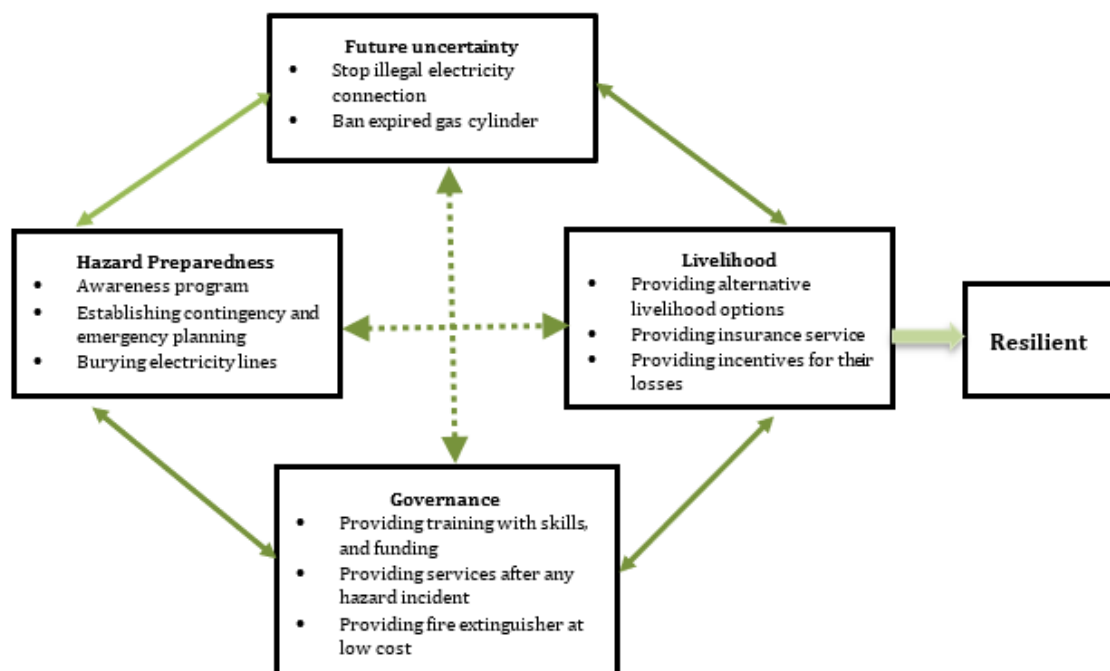 Future uncertainty
• Stop illegal electricity
connection
• Ban expired gas cylinder
Hazard Preparedness
• Awareness program
• Establishing contingency and
emergency planning
• Burying electricity lines
Livelihood
• Providing alternative
livelihood options
• Providing insurance service
• Providing incentives for their
losses
Resilient
Governance
• Providing training with skills,
and funding
• Providing services after any
hazard incident
• Providing fire extinguisher at
low cost